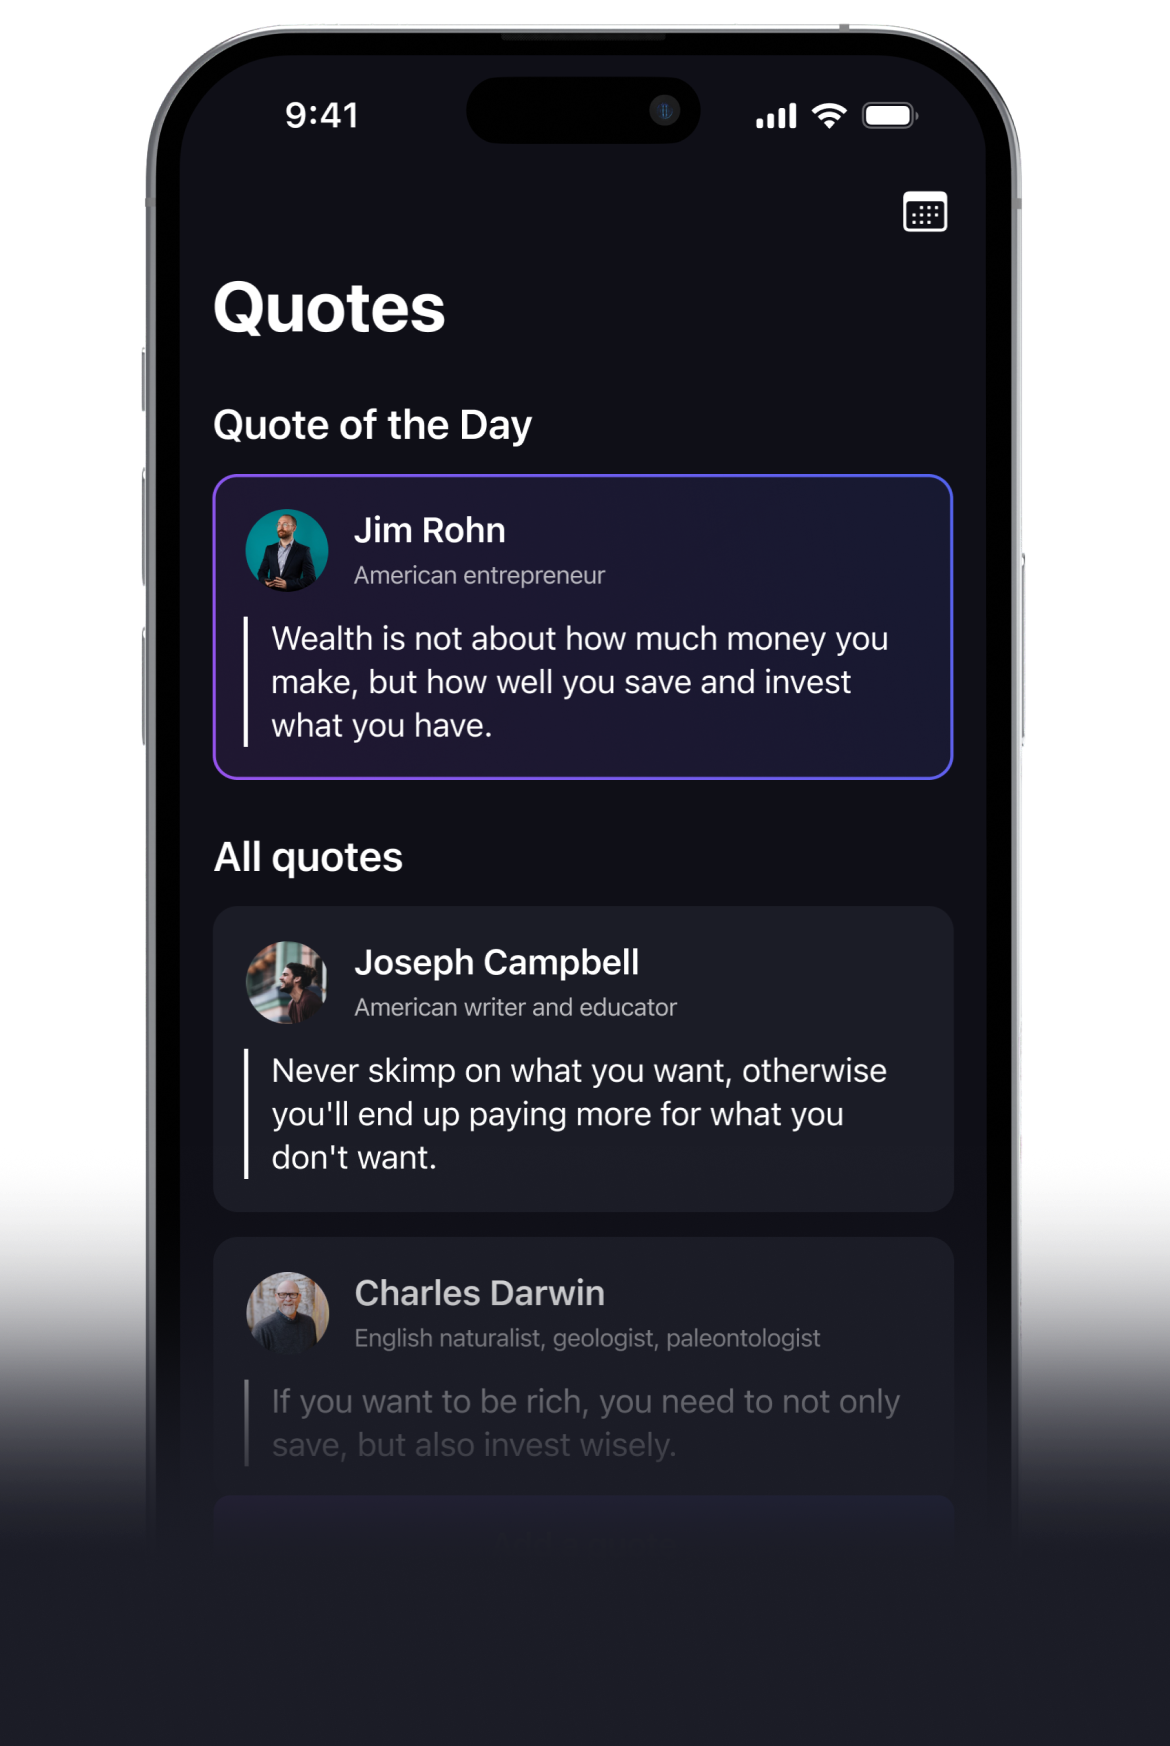 9:41
Quotes
Quote of the Day
Jim Rohn
American entrepreneur
Wealth is not about how much money you
make, but how well you save and invest
what you have.
All quotes
Joseph Campbell
American writer and educator
Never skimp on what you want, otherwise
you'll end up paying more for what you
don't want.
Charles Darwin
English naturalist, geologist, paleontologist
If you want to be rich, you need to not only
save, but also invest wisely.